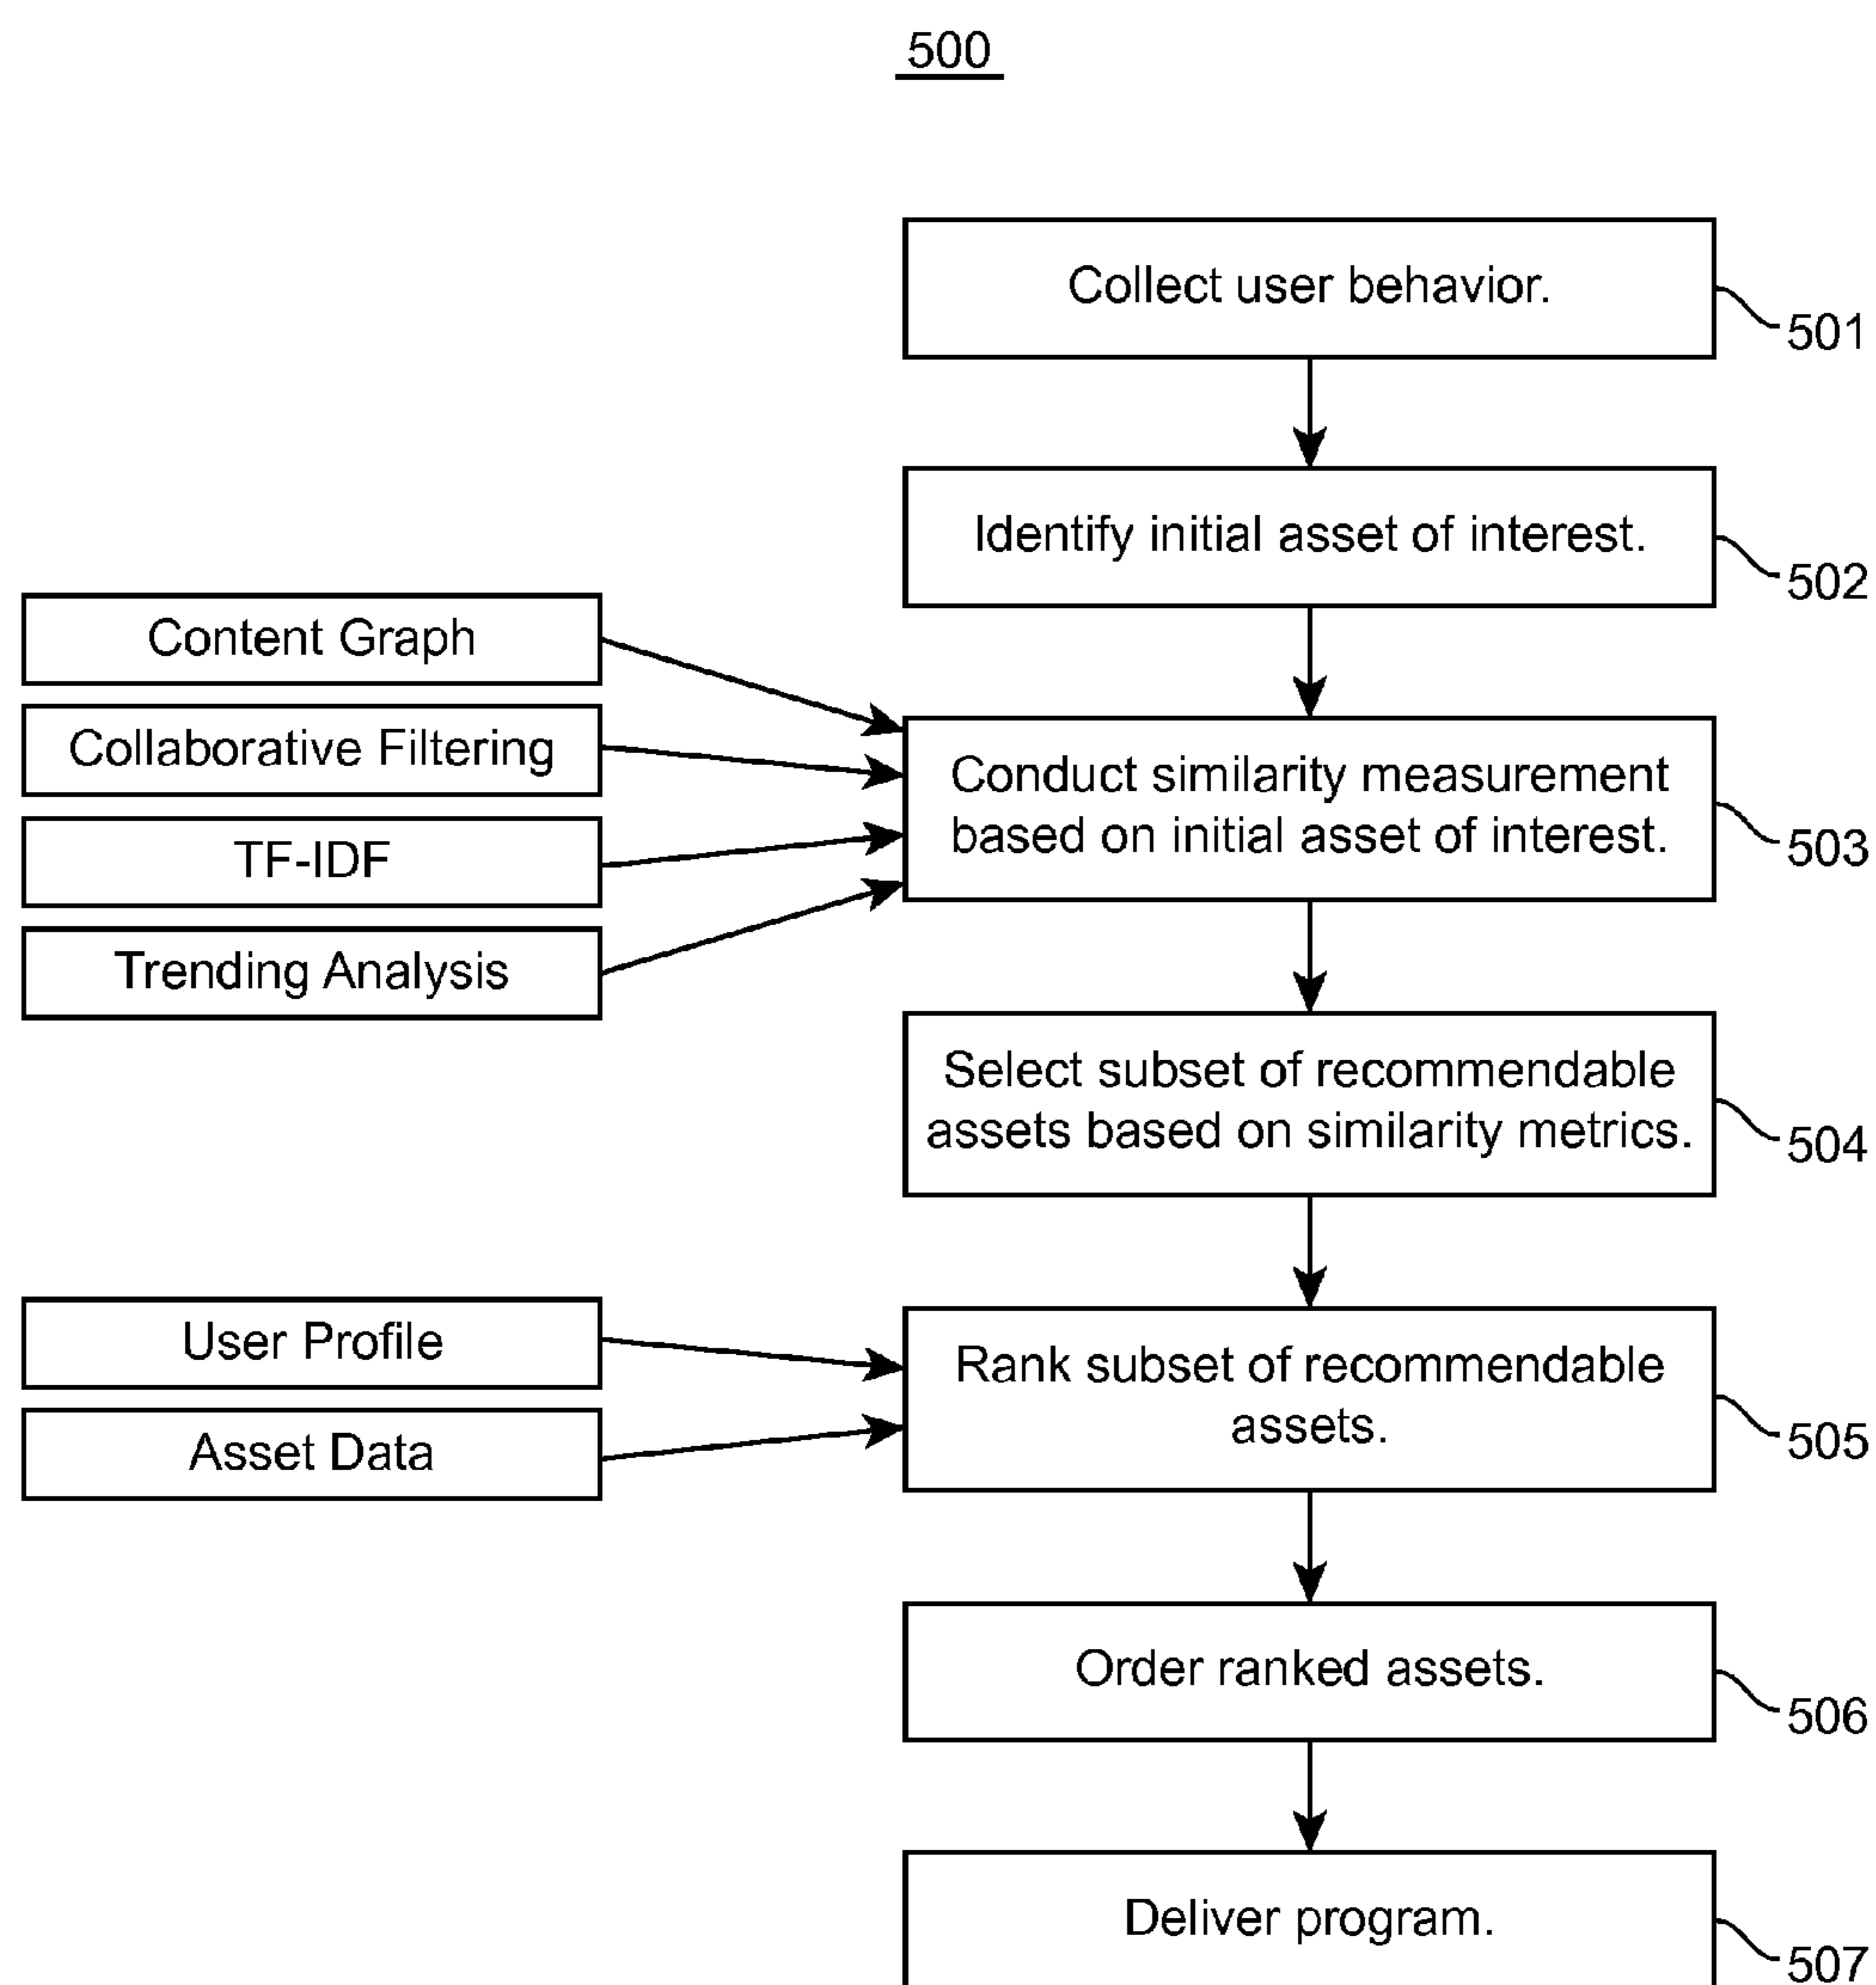 500
Collect user behavior.
501
Identify initial asset of interest.
502
Content Graph
Collaborative Filtering
TF-IDF
Trending Analysis
Conduct similarity measurement
based on initial asset of interest.
503
Select subset of recommendable
assets based on similarity metrics.
504
User Profile
Asset Data
Rank subset of recommendable
assets.
505
Order ranked assets.
506
Deliver program.
507